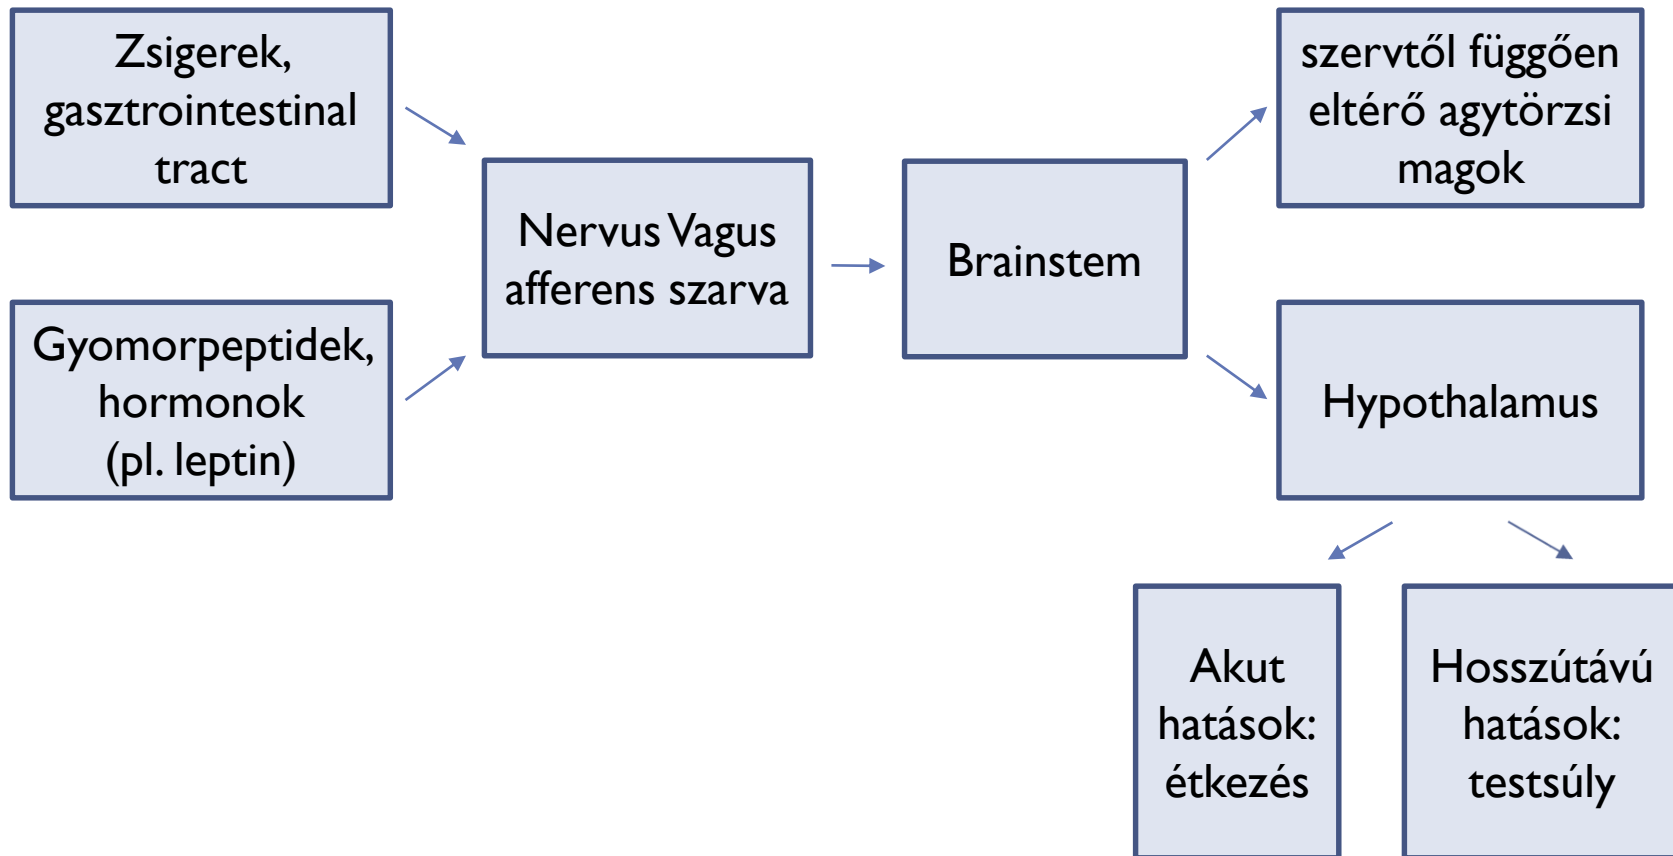 Zsigerek,
gasztrointestinal
tract
Gyomorpeptidek,
hormonok
(pl. leptin)
Nervus Vagus
afferens szarva
Brainstem
szervtől függően
eltérő agytörzsi
magok
Hypothalamus
Akut
hatások:
étkezés
Hosszútávú
hatások:
testsúly